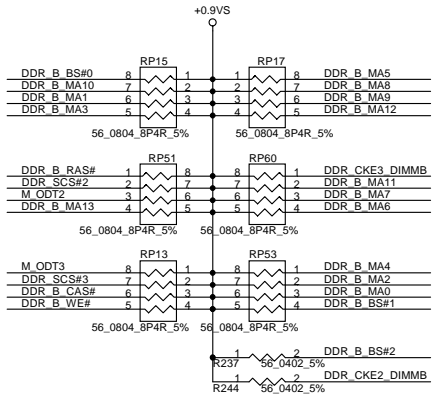 +0.9VS
RP15 RP17
DDR_B_BS#0 8 1 1 8 DDR_B_MA5
DDR_B_MA10 7 2 2 7 DDR_B_MA8
DDR_B_MA1 6 3 3 6 DDR_B_MA9
DDR_B_MA3 5 4 4 5 DDR_B_MA12
56_0804_8P4R_5% 56_0804_8P4R_5%
RP51 RP60
DDR_B_RAS# 1 8 8 1 DDR_CKE3_DIMMB
DDR_SCS#2 2 7 7 2 DDR_B_MA11
M_ODT2 3 6 6 3 DDR_B_MA7
DDR_B_MA13 4 5 5 4 DDR_B_MA6
56_0804_8P4R_5% 56_0804_8P4R_5%
RP13 RP53
M_ODT3 8 1 8 1 DDR_B_MA4
DDR_SCS#3 7 2 7 2 DDR_B_MA2
DDR_B_CAS# 6 3 6 3 DDR_B_MA0
DDR_B_WE# 5 4 5 4 DDR_B_BS#1
56_0804_8P4R_5% 56_0804_8P4R_5%
1 2 DDR_B_BS#2
R237 56_0402_5%
1 2 DDR_CKE2_DIMMB
R244 56_0402_5%